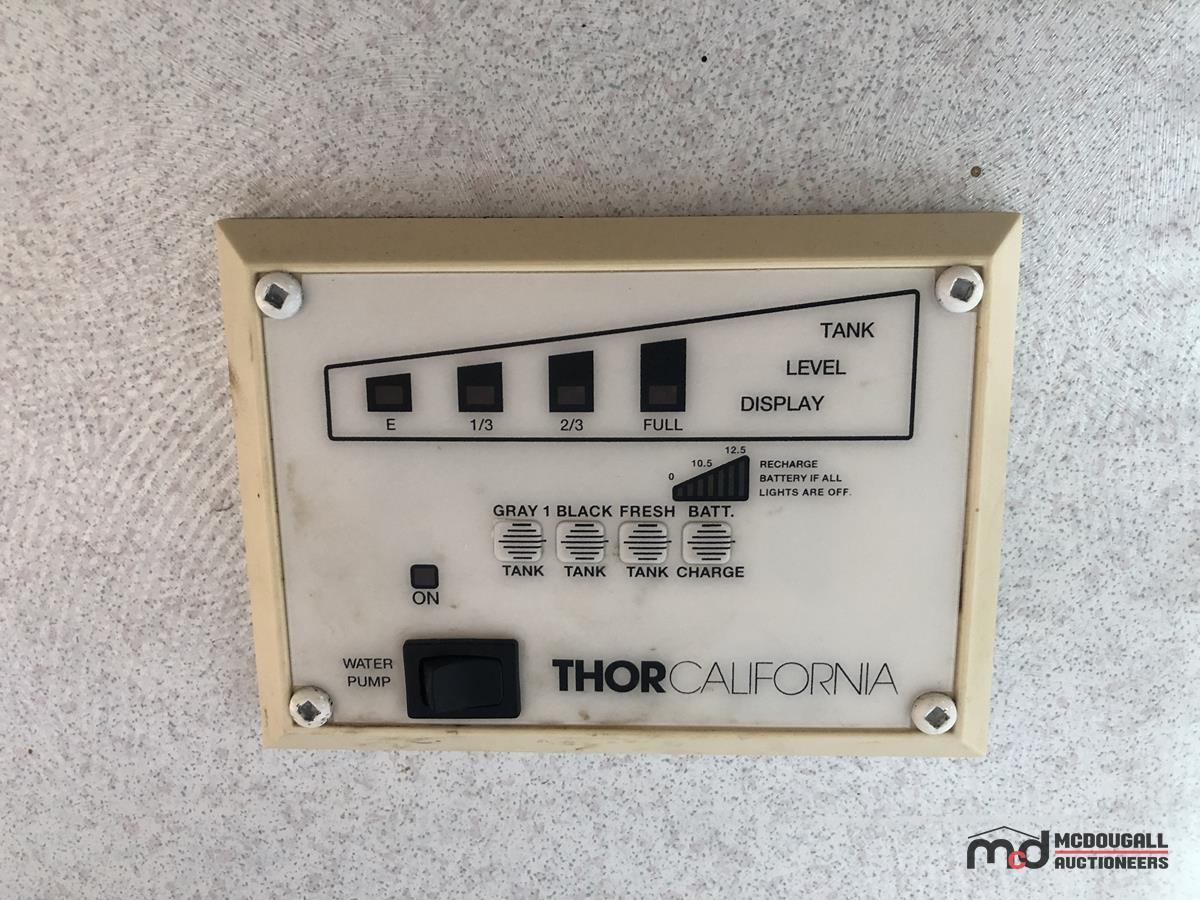 TANK
LEVEL
DISPLAY
E 1/3 2/3 FULL
0 10.5 12.5
RECHARGE
BATTERY IF ALL
LIGHTS ARE OFF.
GRAY 1 BLACK FRESH BATT.
TANK TANK TANK CHARGE
ON
WATER
PUMP
THORCALIFORNIA
mcd MCDOUGALL
AUCTIONEERS